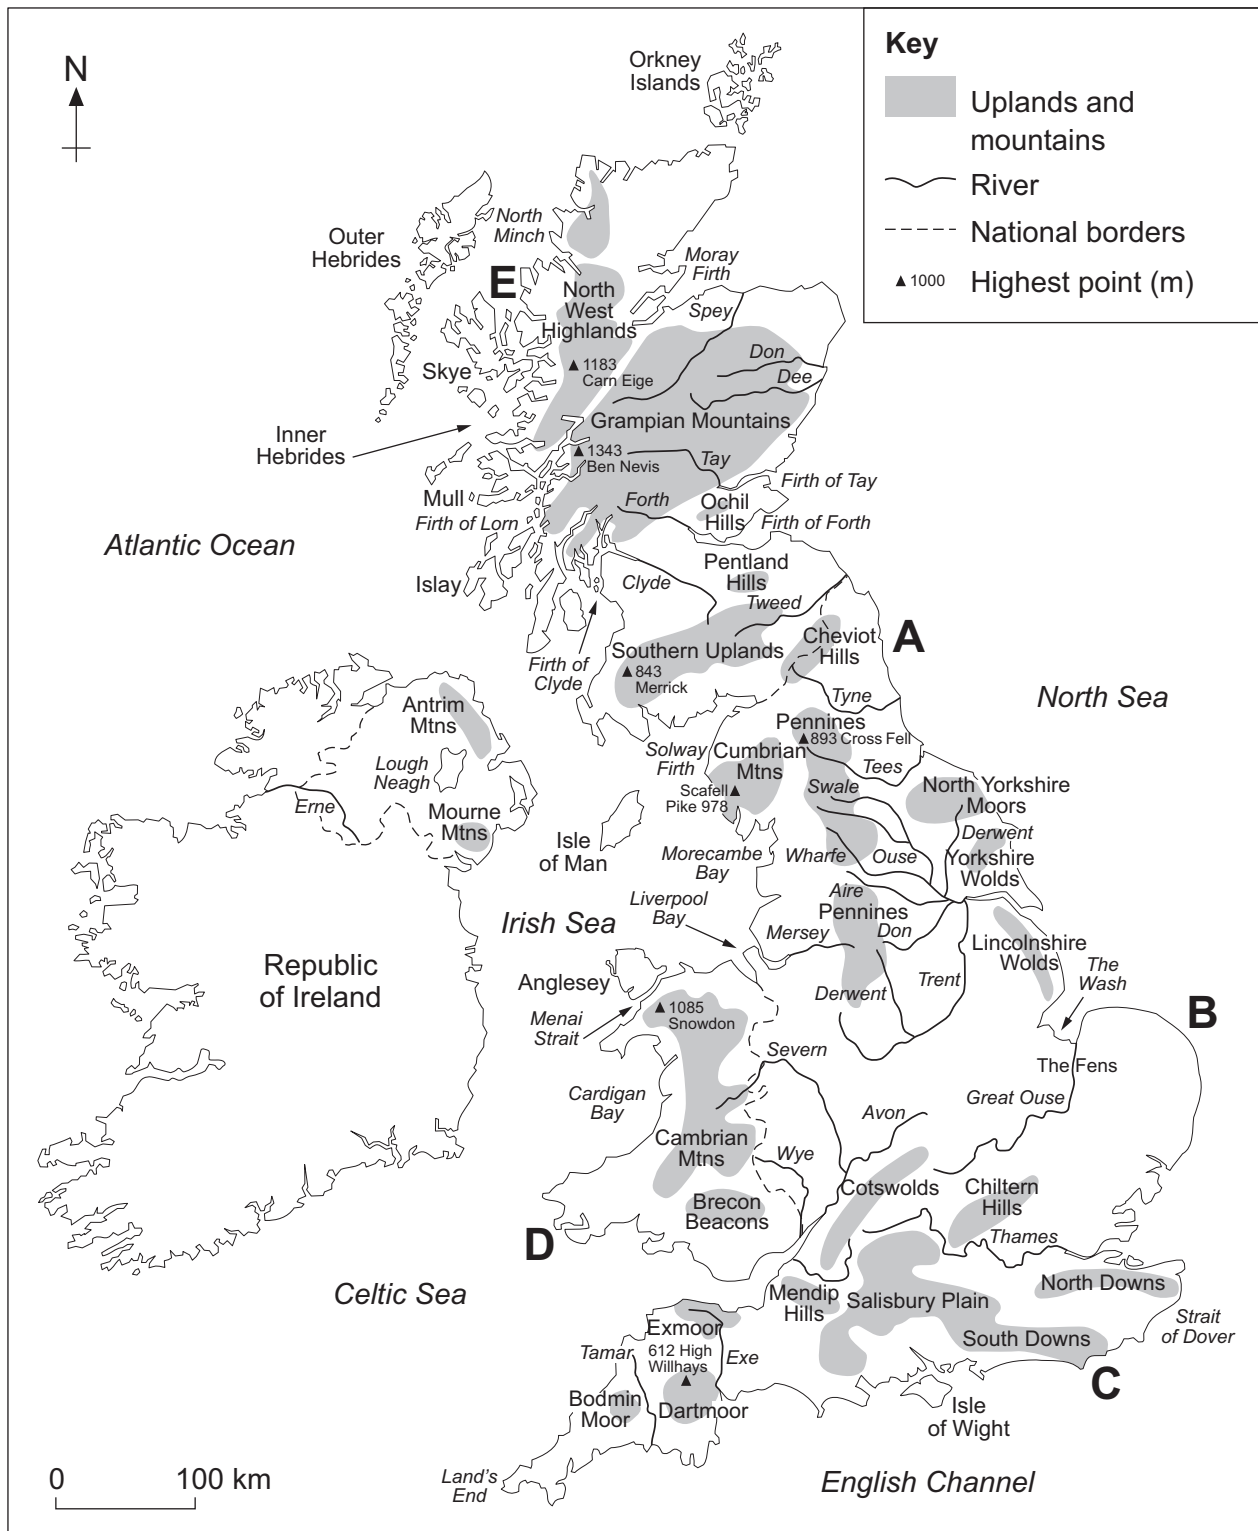 Key
Uplands and
mountains
River
National borders
1000
Highest point (m)
N
Orkney
Islands
Outer
Hebrides
North
Minch
E
Moray
Firth
North
West
Highlands
Spey
1183
Carn Eige
Don
Dee
Skye
Grampian Mountains
Inner
Hebrides
1343
Ben Nevis
Tay
Firth of Tay
Mull
Forth
Ochil
Hills
Firth of Lorn
Firth of Forth
Atlantic Ocean
Islay
Clyde
Pentland
Hills
Tweed
A
Cheviot
Hills
Southern Uplands
Firth of
Clyde
843
Merrick
Tyne
North Sea
Antrim
Mtns
Pennines
893 Cross Fell
Solway
Firth
Cumbrian
Mtns
Lough
Neagh
Tees
Scafell
Pike 978
Swale
North Yorkshire
Moors
Erne
Mourne
Mtns
Isle
of Man
Derwent
Morecambe
Bay
Wharfe
Ouse
Yorkshire
Wolds
Liverpool
Bay
Aire
Pennines
Irish Sea
Mersey
Don
Lincolnshire
Wolds
Republic
of Ireland
Anglesey
The
Wash
Derwent
Trent
Menai
Strait
1085
Snowdon
B
Severn
The Fens
Cardigan
Bay
Avon
Great Ouse
Cambrian
Mtns
Wye
Cotswolds
Chiltern
Hills
Brecon
Beacons
D
Thames
Celtic Sea
Mendip
Hills
Salisbury Plain
North Downs
Strait
of Dover
Exmoor
South Downs
Tamar
612 High
Willhays
Exe
C
Bodmin
Moor
Dartmoor
Isle
of Wight
0 100 km
Land's
End
English Channel